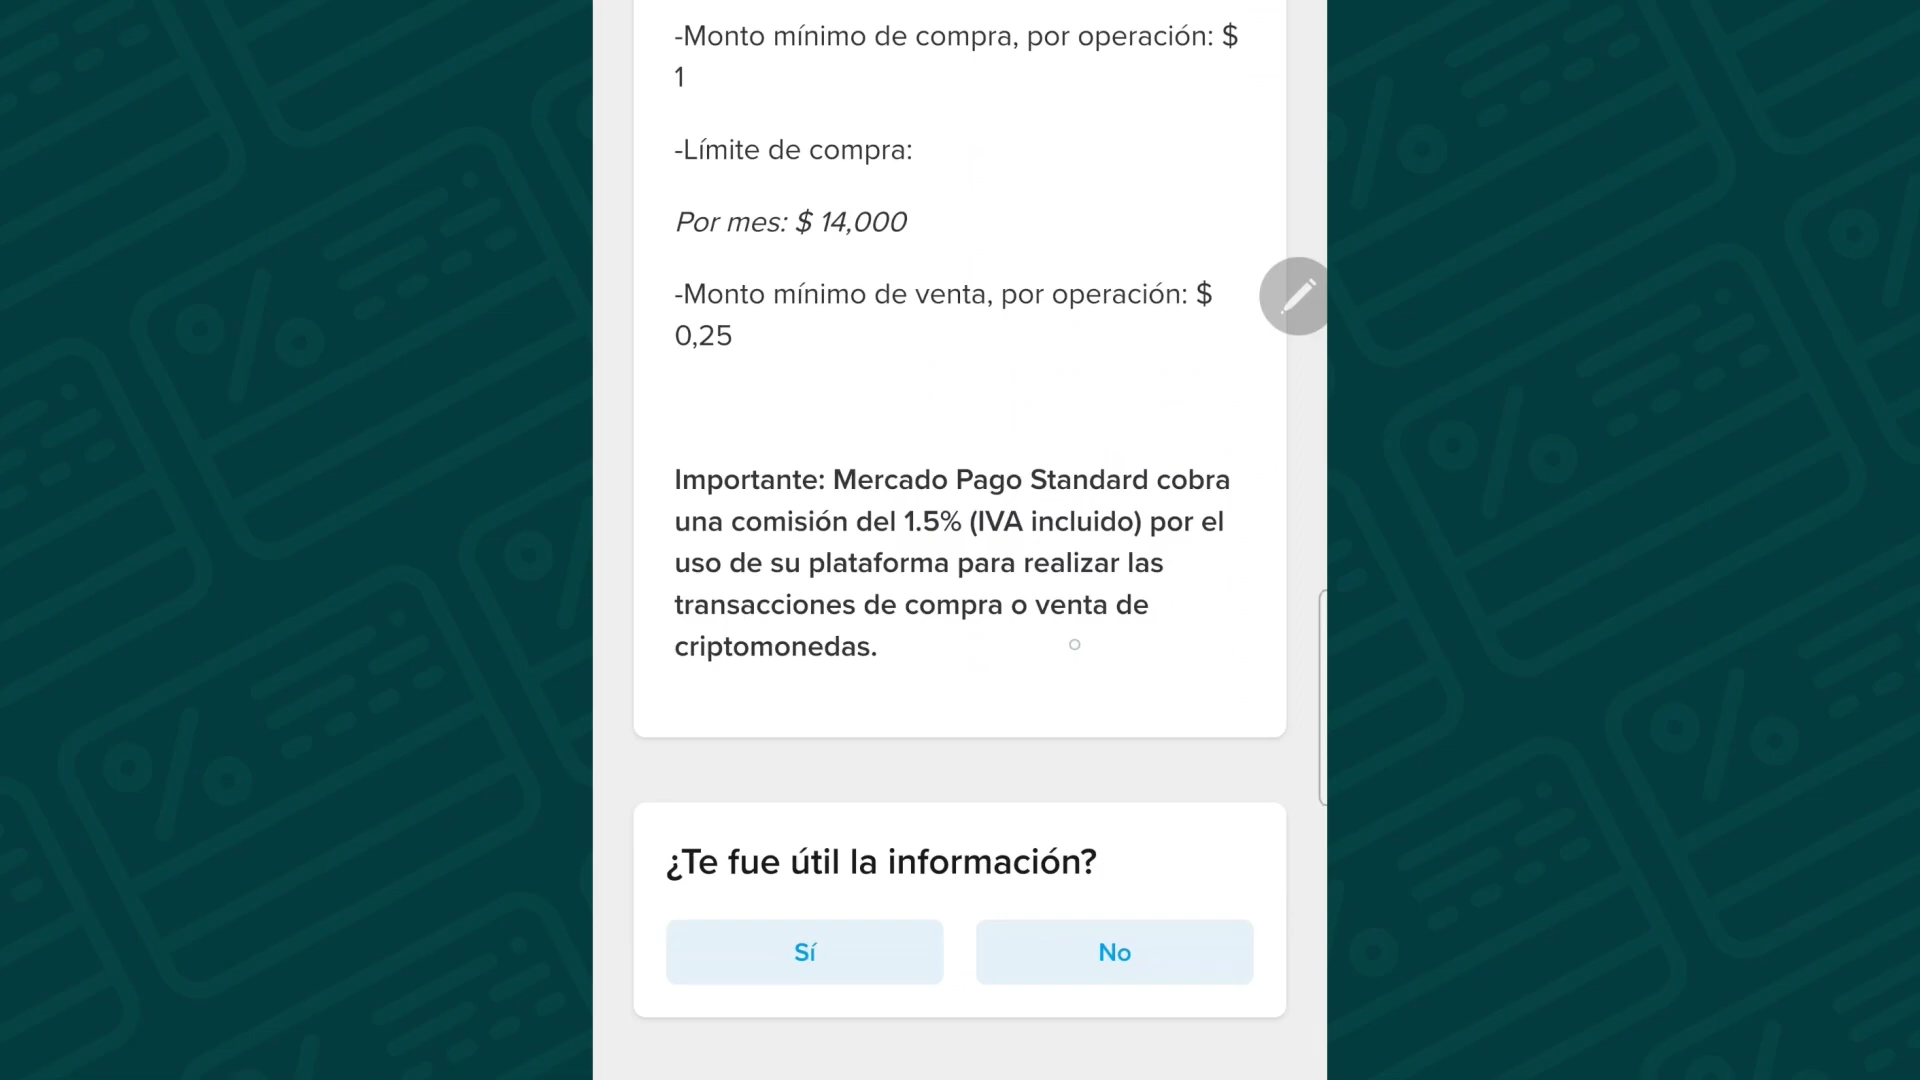 -Monto mínimo de compra, por operación: $
1
-Límite de compra:
Por mes: $ 14,000
-Monto mínimo de venta, por operación: $
0,25
Importante: Mercado Pago Standard cobra
una comisión del 1.5% (IVA incluido) por el
uso de su plataforma para realizar las
transacciones de compra o venta de
criptomonedas.
¿Te fue útil la información?
Sí
No